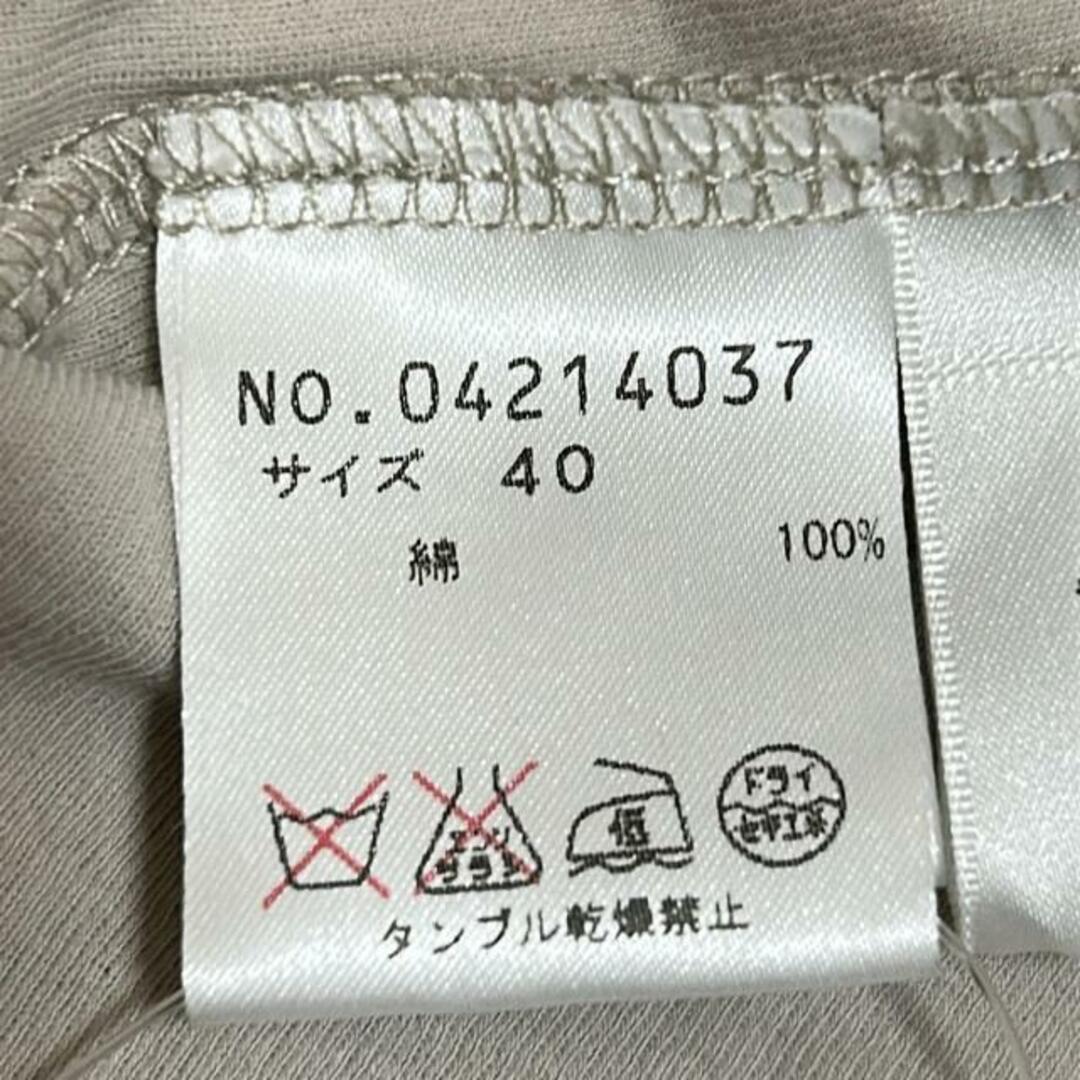 NO.04214037
サイズ 40
綿 100%
エンソ
サラシ
低
ドライ
セキユ系
タンブル乾燥禁止